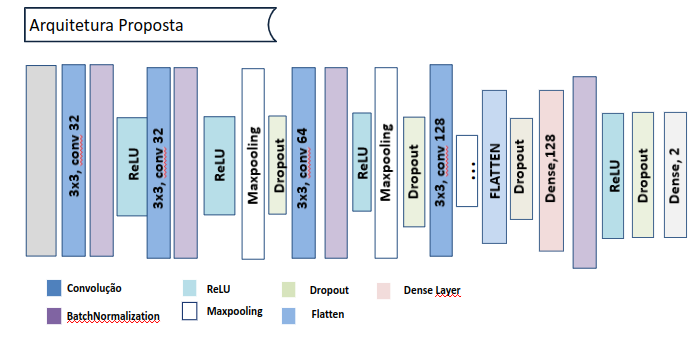 Arquitetura Proposta
3x3, conv 32
ReLU
3x3, conv 32
ReLU
Maxpooling
Dropout
3x3, conv 64
ReLU
Maxpooling
Dropout
3x3, conv 128
...
FLATTEN
Dropout
Dense,128
ReLU
Dropout
Dense, 2
Convolução
ReLU
Dropout
Dense Layer
BatchNormalization
Maxpooling
Flatten